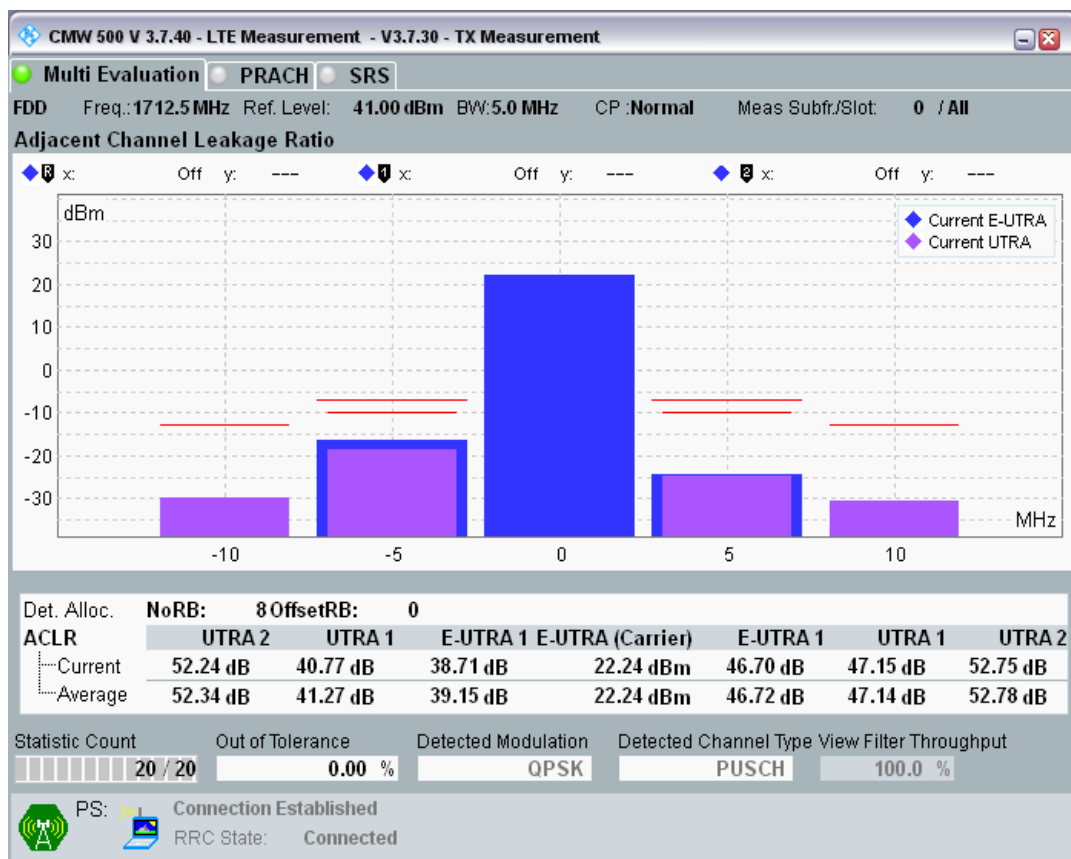 CMW 500 V 3.7.40 - LTE Measurement - V3.7.30 - TX Measurement
Multi Evaluation PRACH SRS
FDD Freq.: 1712.5 MHz Ref. Level: 41.00 dBm BW: 5.0 MHz CP : Normal Meas Subfr./Slot: 0 / All
Adjacent Channel Leakage Ratio
R x: Off y: --- 1 x: Off y: --- 2 x: Off y: ---
dBm
Current E-UTRA
Current UTRA
30
20
10
0
-10
-20
-30
MHz
-10 -5 0 5 10
Det. Alloc. NoRB: 8 OffsetRB: 0
ACLR UTRA 2 UTRA 1 E-UTRA 1 E-UTRA (Carrier) E-UTRA 1 UTRA 1 UTRA 2
Current 52.24 dB 40.77 dB 38.71 dB 22.24 dBm 46.70 dB 47.15 dB 52.75 dB
Average 52.34 dB 41.27 dB 39.15 dB 22.24 dBm 46.72 dB 47.14 dB 52.78 dB
Statistic Count Out of Tolerance Detected Modulation Detected Channel Type View Filter Throughput
20 / 20 0.00 % QPSK PUSCH 100.0 %
PS: Connection Established
RRC State: Connected